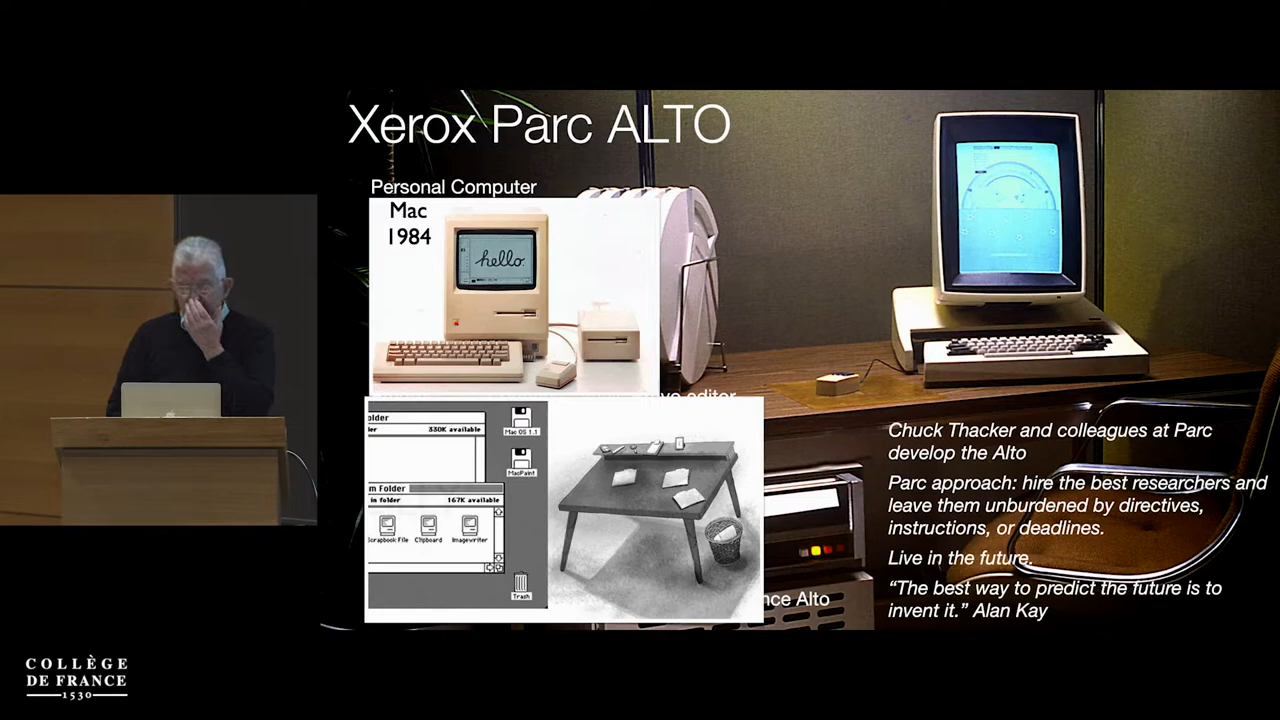 Xerox Parc ALTO
Personal Computer
Mac
1984
hello.
editor
older
330K available
Mac OS 1.1
MacPaint
m Folder
in folder
167K available
Scrapbook File
Clipboard
Imagewriter
Trash
nce Alto
Chuck Thacker and colleagues at Parc
develop the Alto
Parc approach: hire the best researchers and
leave them unburdened by directives,
instructions, or deadlines.
Live in the future.
“The best way to predict the future is to
invent it.” Alan Kay
COLLÈGE
DE FRANCE
1530